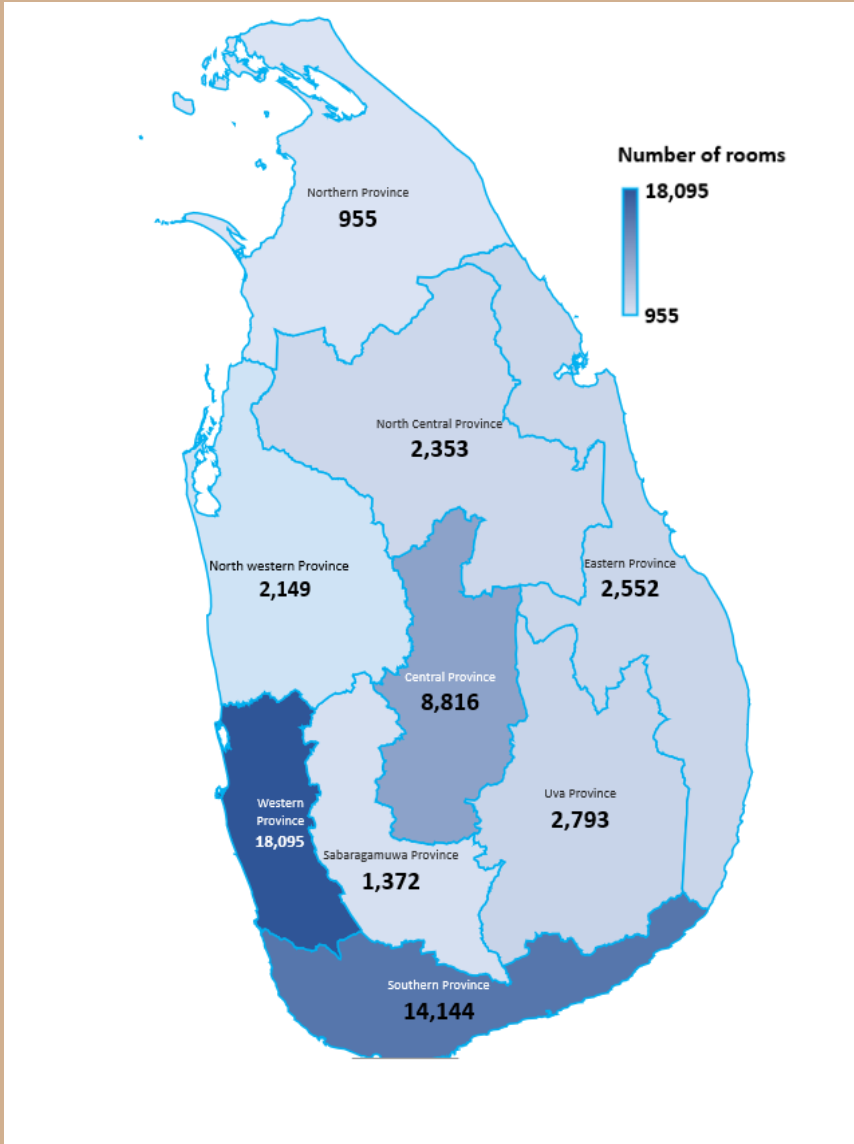 Number of rooms
18,095
955
Northern Province
955
North Central Province
2,353
North western Province
2,149
Eastern Province
2,552
Central Province
8,816
Uva Province
2,793
Western
Province
18,095
Sabaragamuwa Province
1,372
Southern Province
14,144